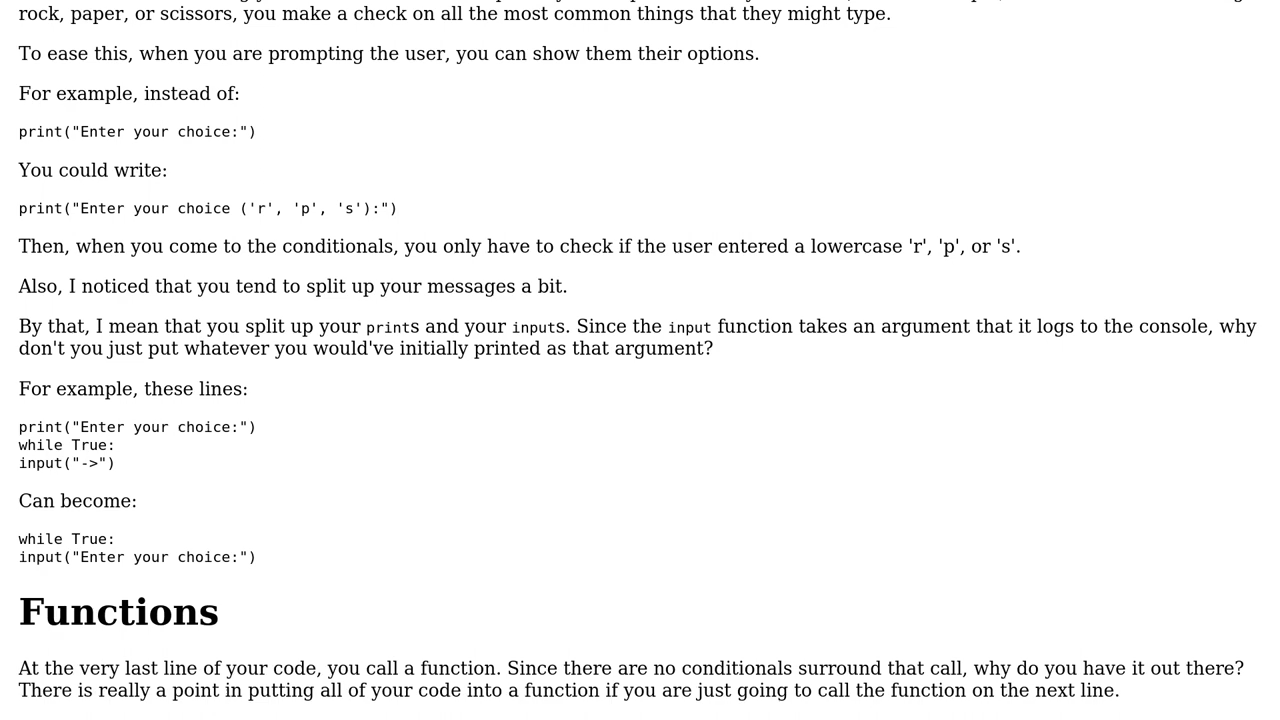 rock, paper, or scissors, you make a check on all the most common things that they might type.
To ease this, when you are prompting the user, you can show them their options.
For example, instead of:
print("Enter your choice:")
You could write:
print("Enter your choice ('r', 'p', 's'):")
Then, when you come to the conditionals, you only have to check if the user entered a lowercase 'r', 'p', or 's'.
Also, I noticed that you tend to split up your messages a bit.
By that, I mean that you split up your prints and your inputs. Since the input function takes an argument that it logs to the console, why
don't you just put whatever you would've initially printed as that argument?
For example, these lines:
print("Enter your choice:")
while True:
input("->")
Can become:
while True:
input("Enter your choice:")
Functions
At the very last line of your code, you call a function. Since there are no conditionals surround that call, why do you have it out there?
There is really a point in putting all of your code into a function if you are just going to call the function on the next line.